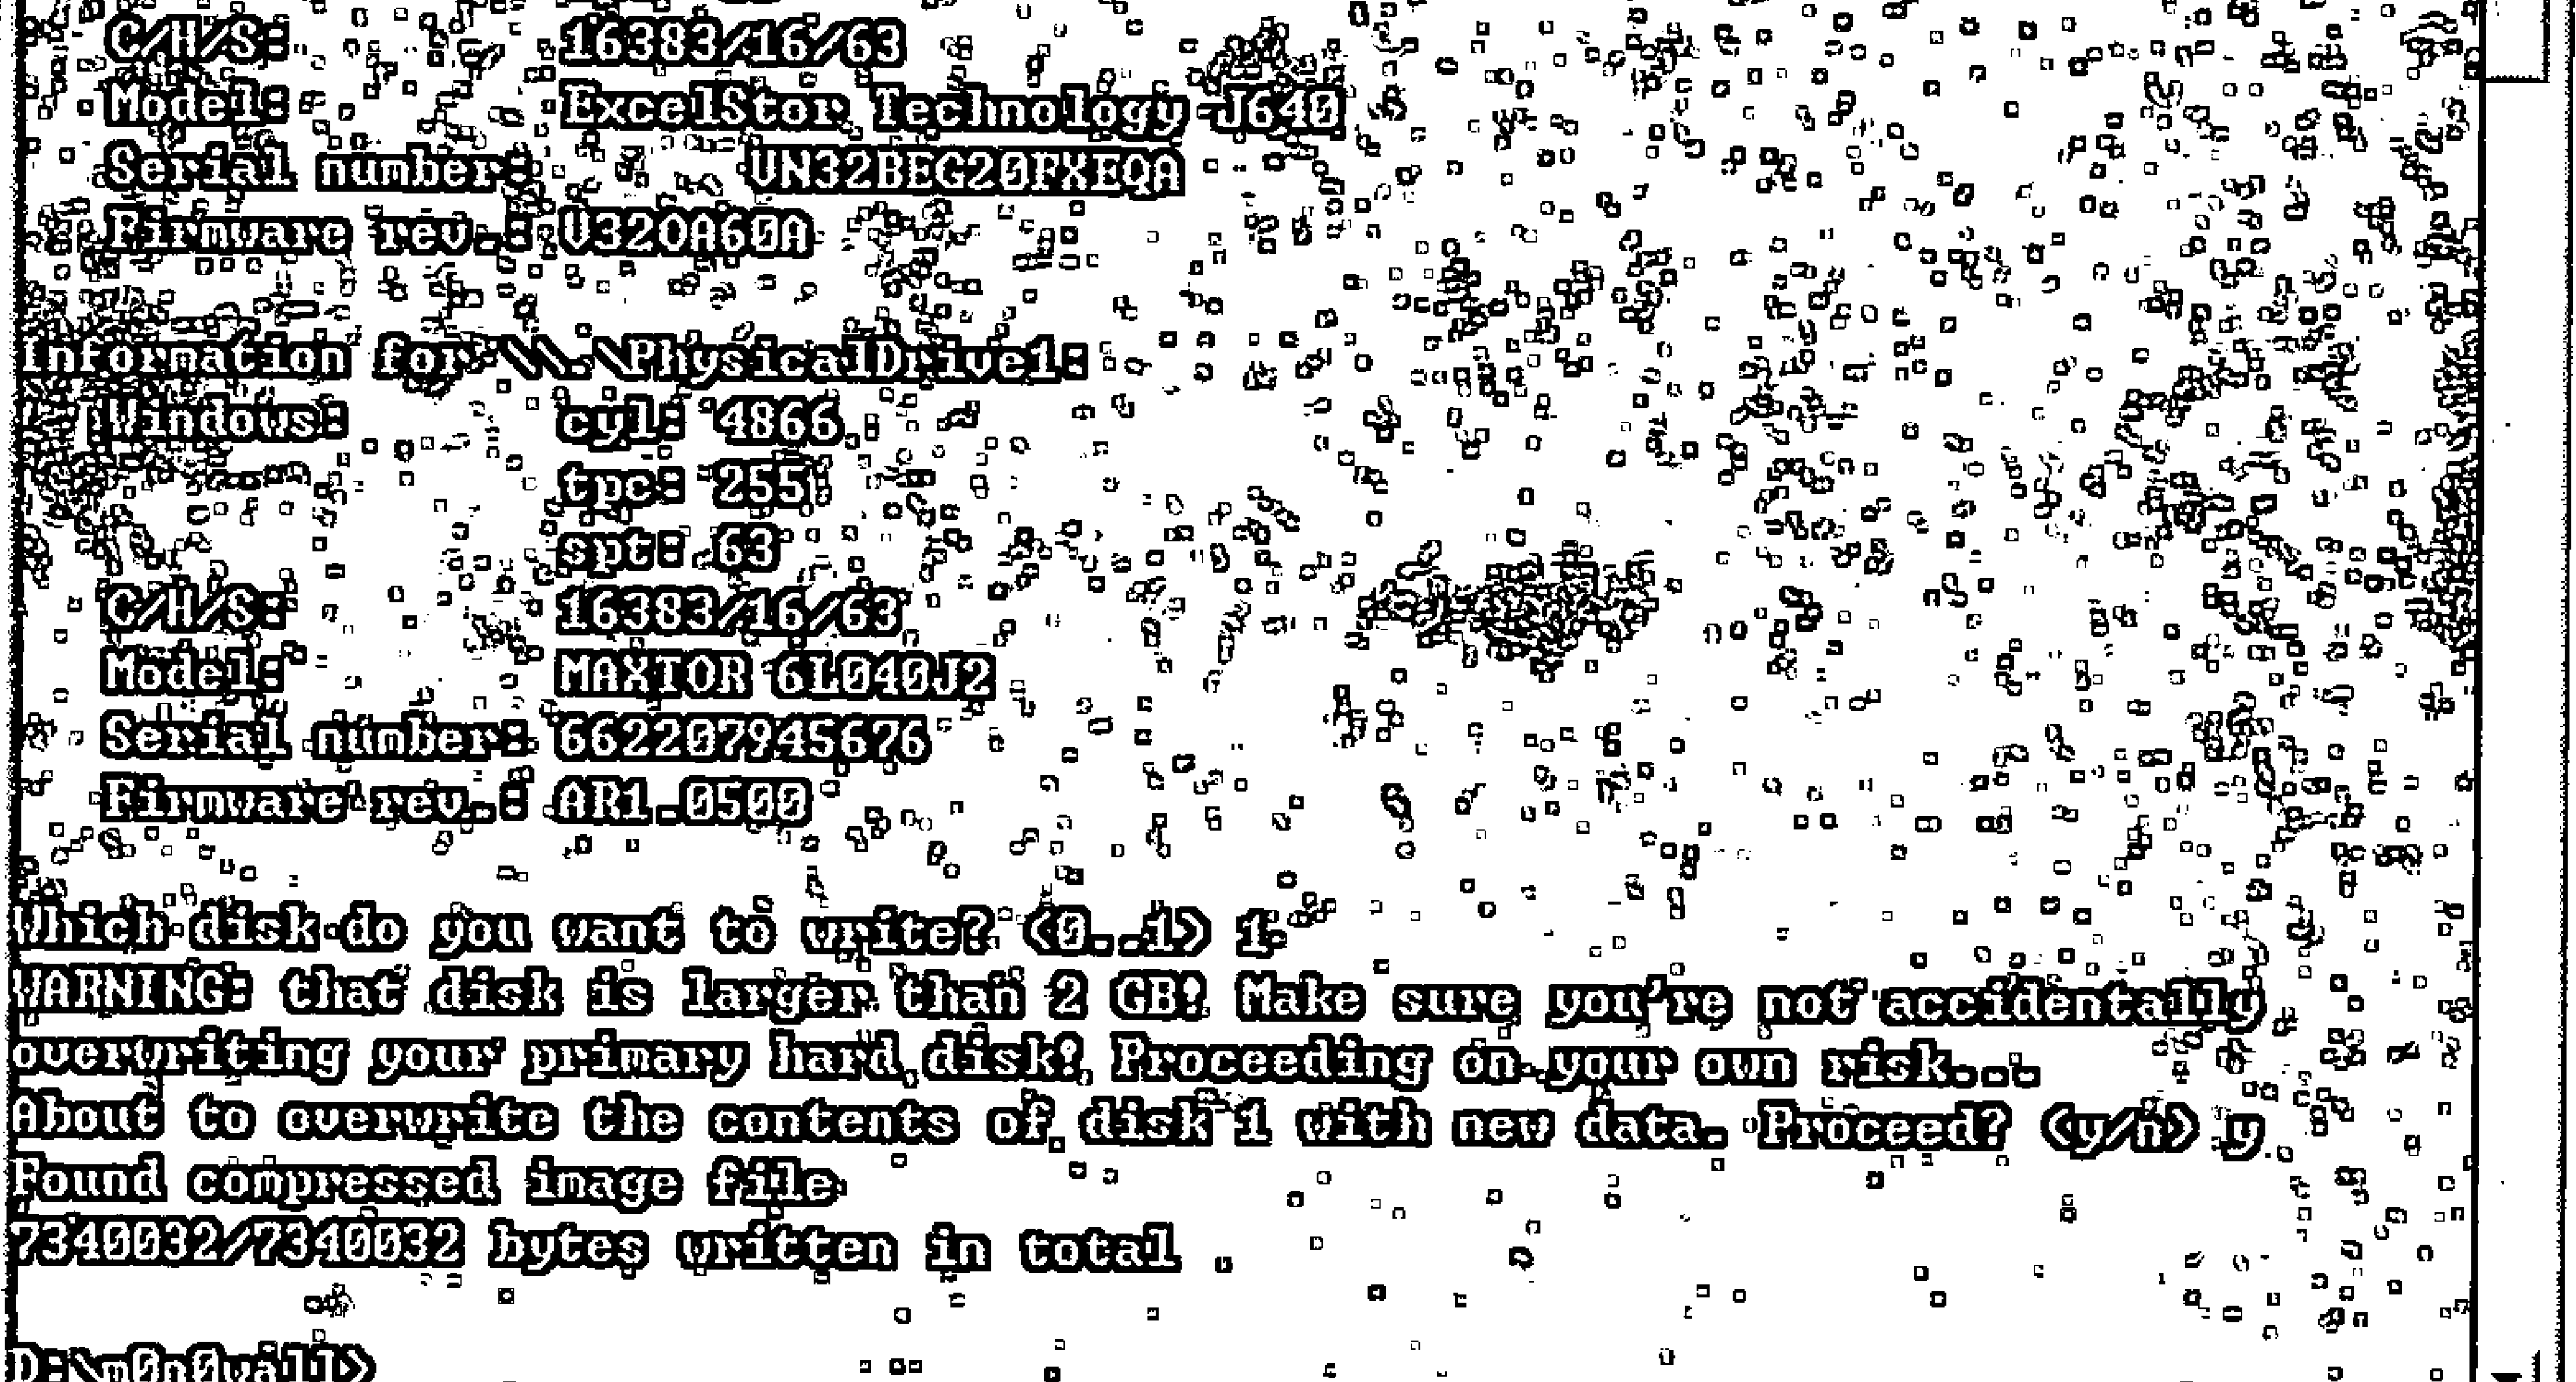 C/H/S: 16383/16/63
Model: ExcelStor Technology J640
Serial number: VN32BEG20FXEQA
Firmware rev.: V32OA60A
Information for \\.\PhysicalDrive1:
Windows: cyl: 4866
tpc: 255
spt: 63
C/H/S: 16383/16/63
Model: MAXTOR 6L040J2
Serial number: 662207945676
Firmware rev.: AR1.0500
Which disk do you want to write? (0..1) 1
WARNING: that disk is larger than 2 GB! Make sure you're not accidentally
overwriting your primary hard disk! Proceeding on your own risk...
About to overwrite the contents of disk 1 with new data. Proceed? (y/n) y
Found compressed image file
7340032/7340032 bytes written in total
D:\m0n0wall>